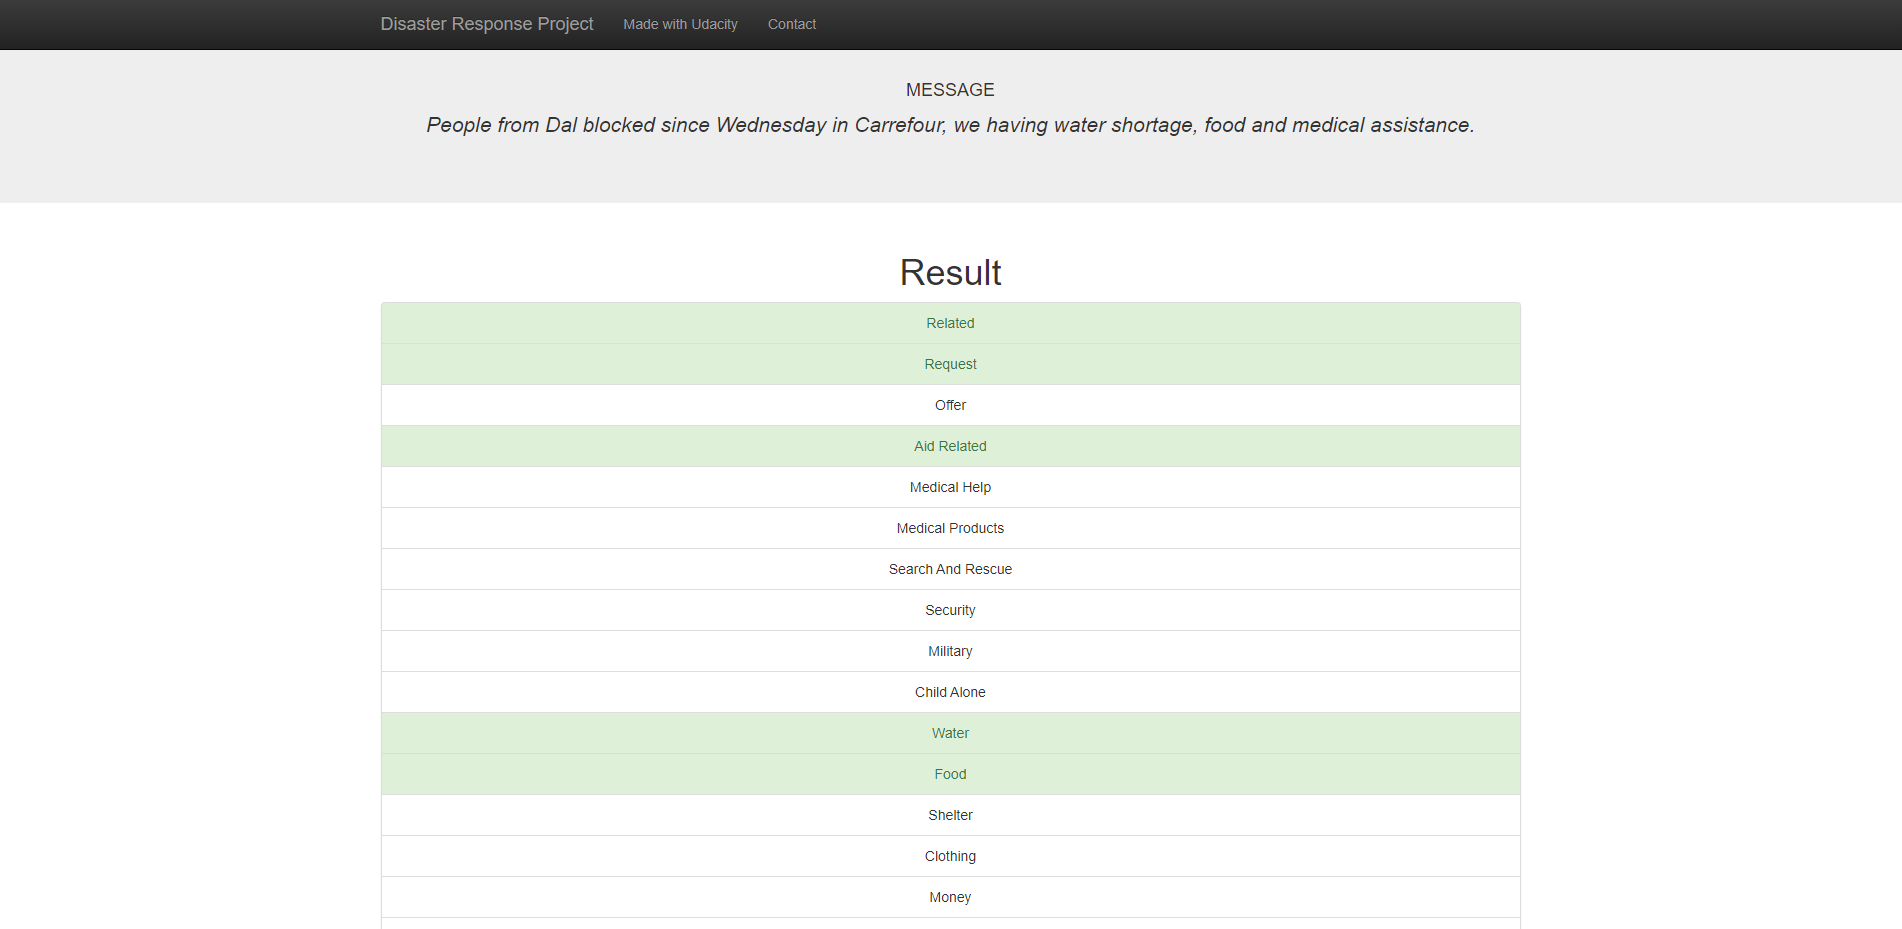 Disaster Response Project Made with Udacity Contact
MESSAGE
People from Dal blocked since Wednesday in Carrefour, we having water shortage, food and medical assistance.
Result
Related
Request
Offer
Aid Related
Medical Help
Medical Products
Search And Rescue
Security
Military
Child Alone
Water
Food
Shelter
Clothing
Money